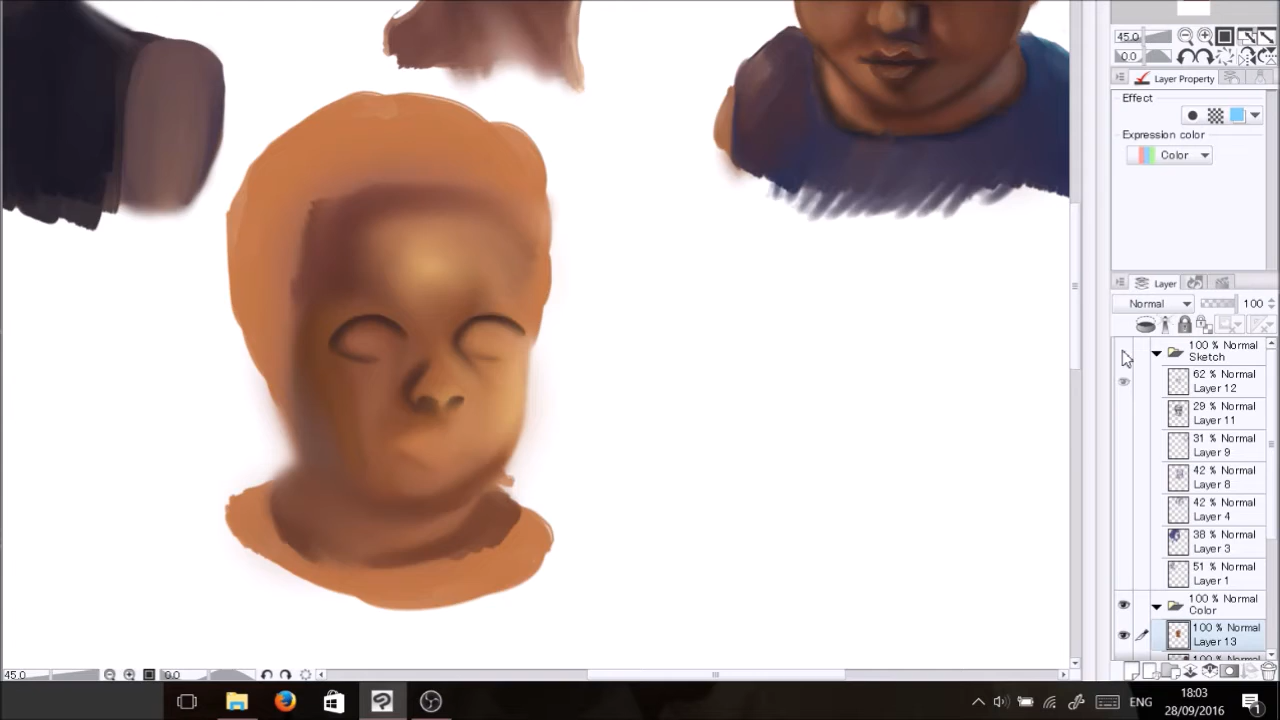 45.0
0.0
Layer Property
Effect
Expression color
Color
Layer
Normal 100
100 % Normal
Sketch
62 % Normal
Layer 12
29 % Normal
Layer 11
31 % Normal
Layer 9
42 % Normal
Layer 8
42 % Normal
Layer 4
38 % Normal
Layer 3
51 % Normal
Layer 1
100 % Normal
Color
100 % Normal
Layer 13
100 % Normal
45.0 0.0
ENG
18:03
28/09/2016
1